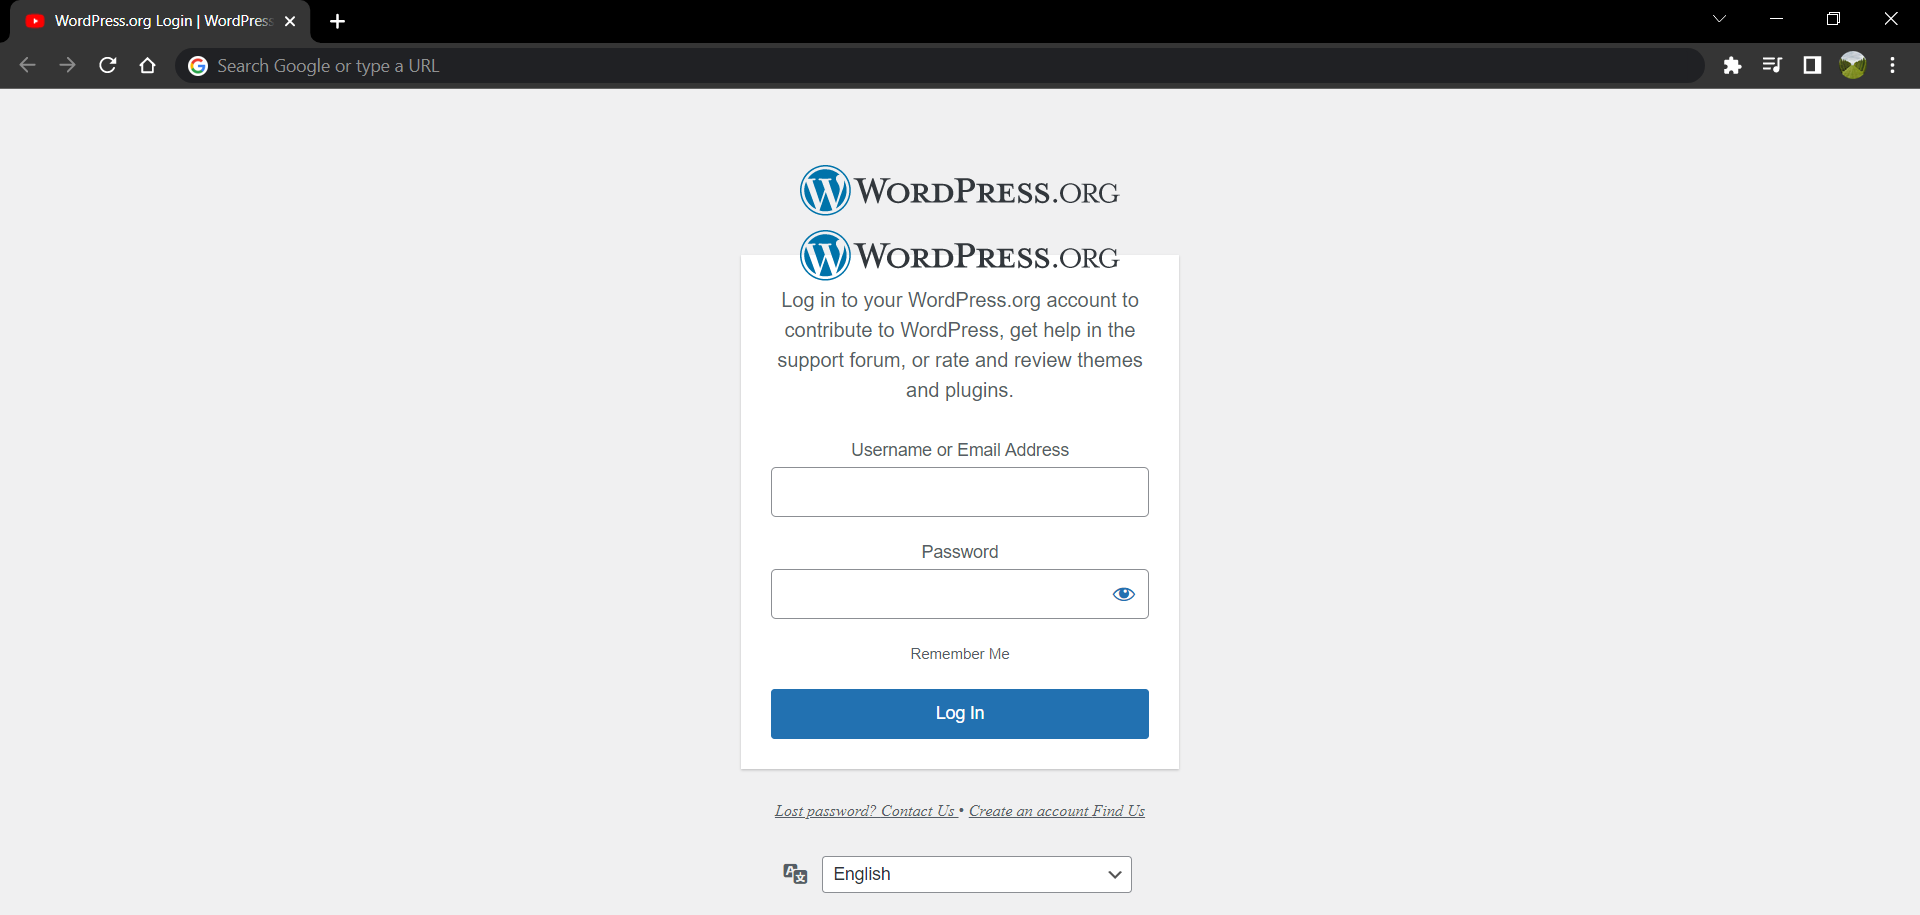 WordPress.org Login | WordPress
Search Google or type a URL
WORDPRESS.ORG
WORDPRESS.ORG
Log in to your WordPress.org account to
contribute to WordPress, get help in the
support forum, or rate and review themes
and plugins.
Username or Email Address
Password
Remember Me
Log In
Lost password? Contact Us • Create an account Find Us
English